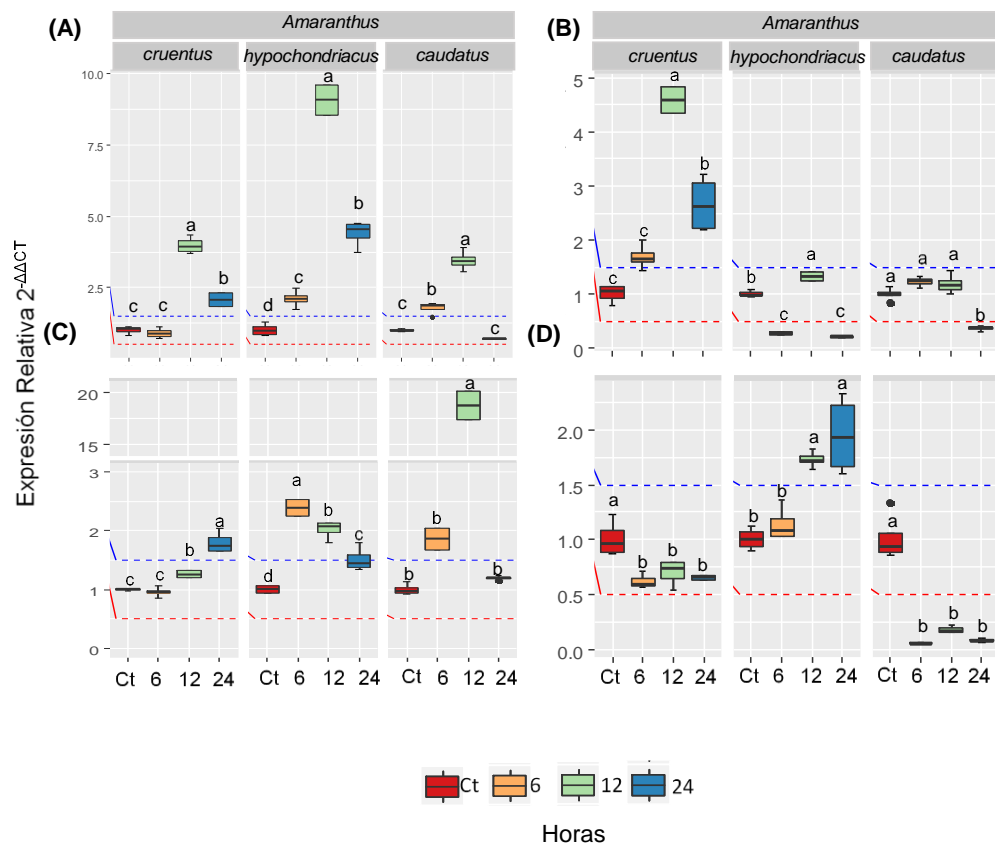 (A) Amaranthus
cruentus hypochondriacus caudatus
10.0
7.5
5.0
2.5
c c a b
d c a b
c b a c
(B) Amaranthus
cruentus hypochondriacus caudatus
5
4
3
2
1
0
c c a b
b c a c
a a a b
Expresión Relativa 2-ΔΔCT
(C)
20
15
3
2
1
0
c c b a
d a b c
b b a b
Ct 6 12 24 Ct 6 12 24 Ct 6 12 24
(D)
2.0
1.5
1.0
0.5
0.0
a b b b
b b a a
a b b b
Ct 6 12 24 Ct 6 12 24 Ct 6 12 24
Ct 6 12 24
Horas